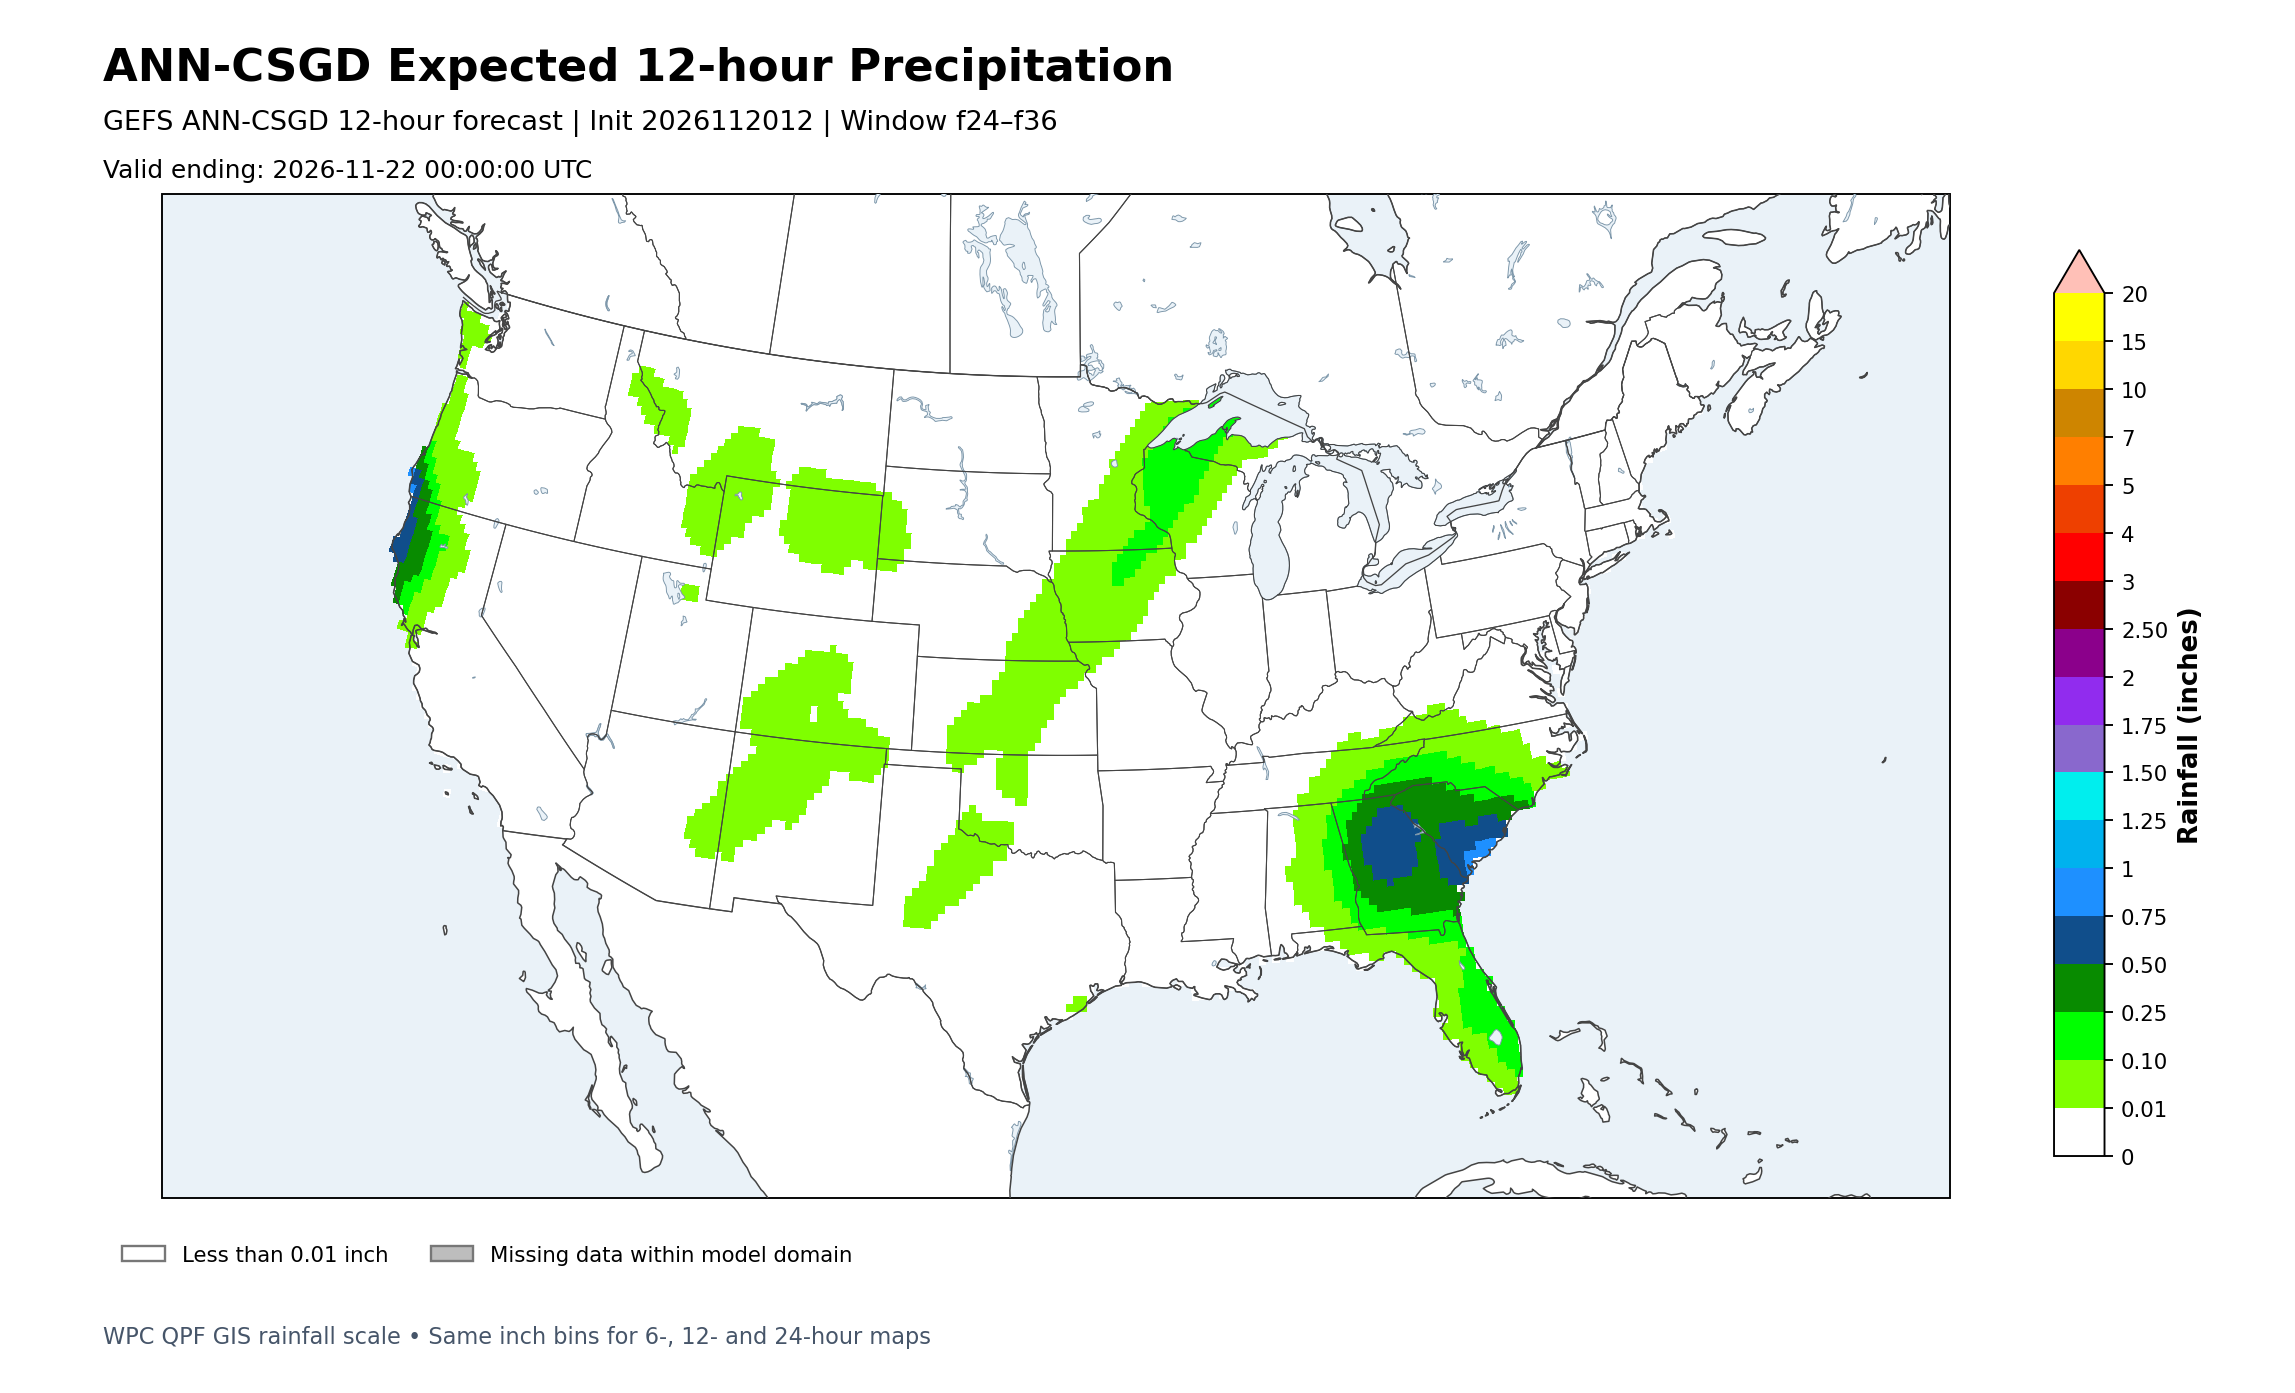 ANN-CSGD Expected 12-hour Precipitation
GEFS ANN-CSGD 12-hour forecast | Init 2026112012 | Window f24–f36
Valid ending: 2026-11-22 00:00:00 UTC
20
15
10
7
5
4
3
2.50
2
1.75
1.50
1.25
1
0.75
0.50
0.25
0.10
0.01
0
Rainfall (inches)
Less than 0.01 inch
Missing data within model domain
WPC QPF GIS rainfall scale • Same inch bins for 6-, 12- and 24-hour maps